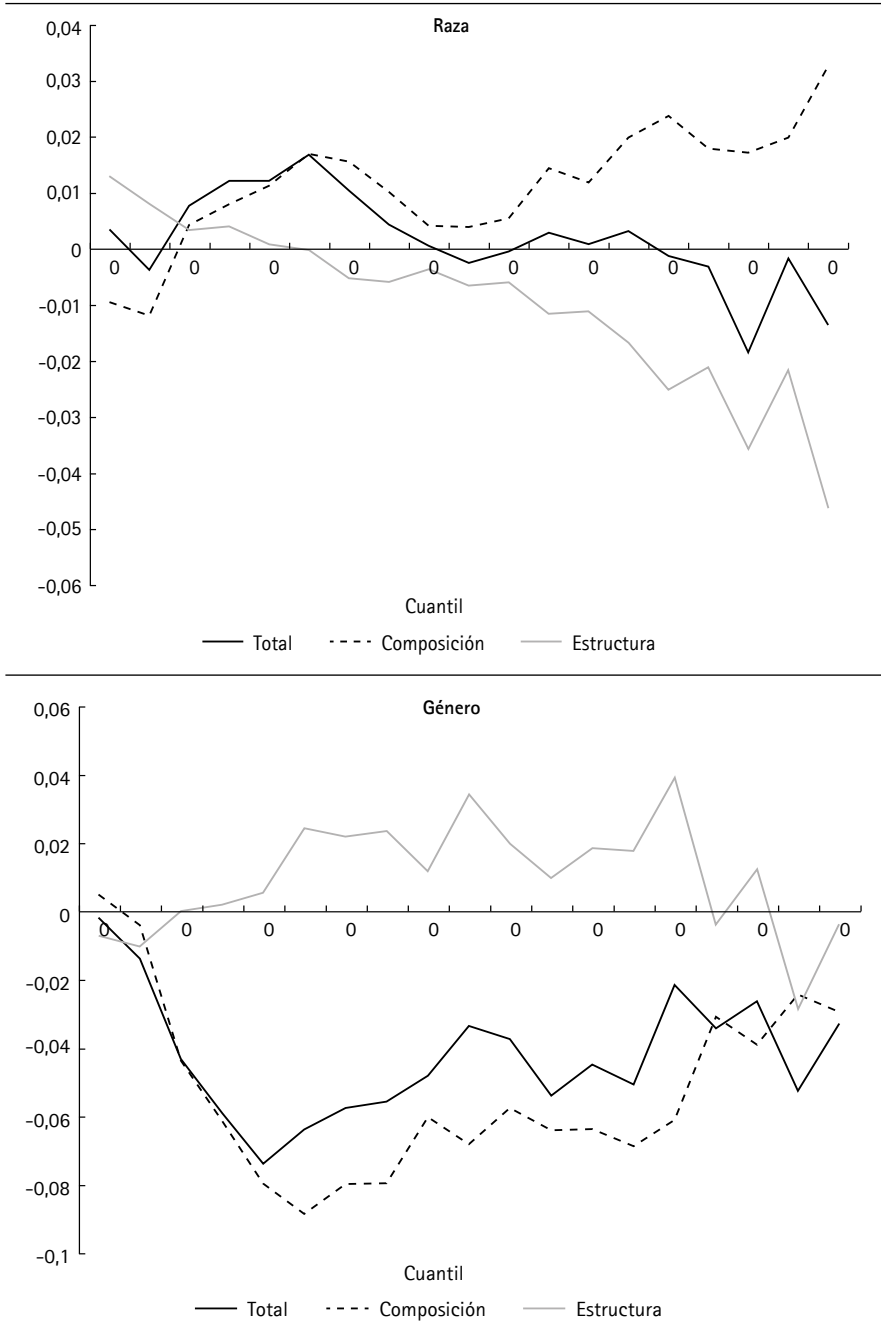 Raza
0,04
0,03
0,02
0,01
0
-0,01
-0,02
-0,03
-0,04
-0,05
-0,06
0 0 0 0 0 0 0 0 0 0
Cuantil
Total Composición Estructura
Género
0,06
0,04
0,02
0
-0,02
-0,04
-0,06
-0,08
-0,1
0 0 0 0 0 0 0 0 0 0
Cuantil
Total Composición Estructura